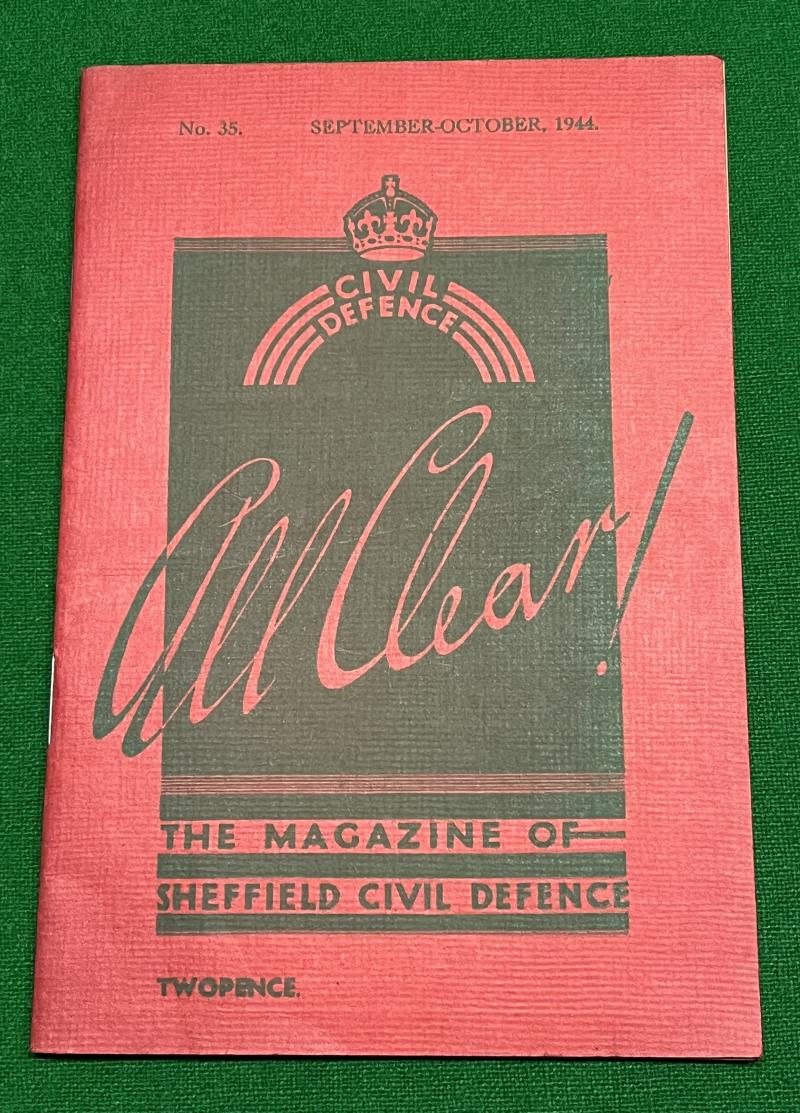 No. 35. SEPTEMBER-OCTOBER, 1944.
CIVIL
DEFENCE
All Clear!
THE MAGAZINE OF
SHEFFIELD CIVIL DEFENCE
TWOPENCE.